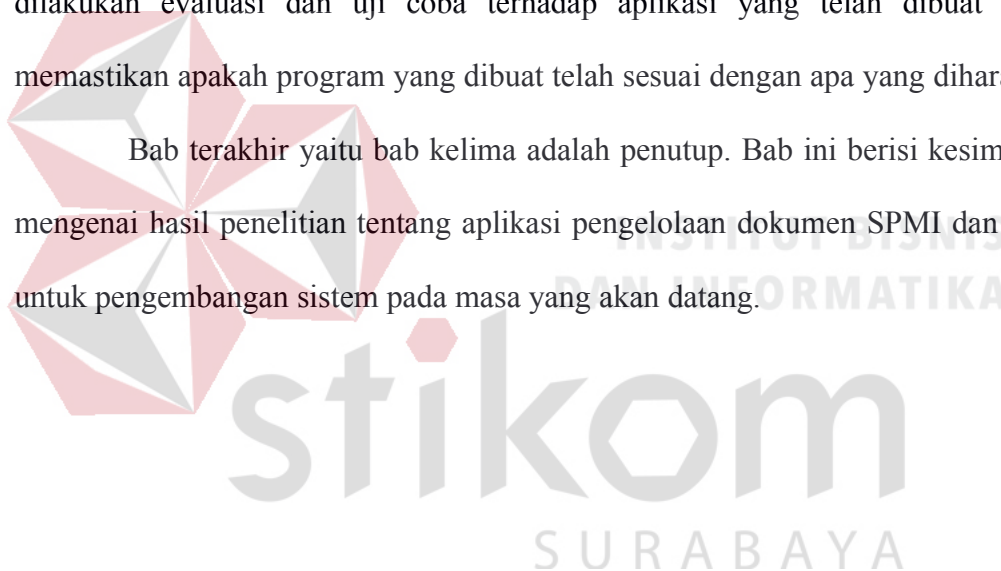 dilakukan evaluasi dan uji coba terhadap aplikasi yang telah dibuat
memastikan apakah program yang dibuat telah sesuai dengan apa yang dihara
Bab terakhir yaitu bab kelima adalah penutup. Bab ini berisi kesim
mengenai hasil penelitian tentang aplikasi pengelolaan dokumen SPMI dan
INSTITUT BISNIS
untuk pengembangan sistem pada masa yang akan datang.
DAN INFORMATIKA
stikom
SURABAYA